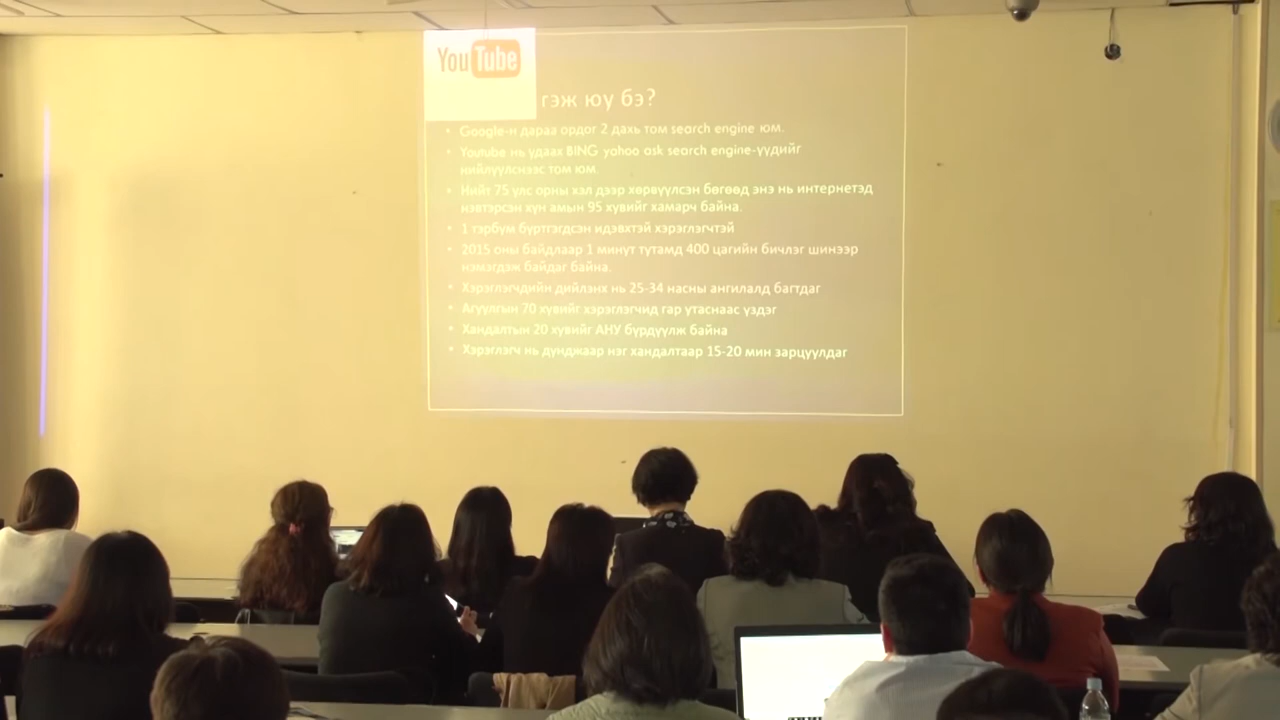 YouTube
гэж юу бэ?
• Google-н дараа ордог 2 дахь том search engine юм.
• Youtube нь удаах BING yahoo ask search engine-үүдийг
нийлүүлснээс том юм.
• Нийт 75 улс орны хэл дээр хөрвүүлсэн бөгөөд энэ нь интернетэд
нэвтэрсэн хүн амын 95 хувийг хамарч байна.
• 1 тэрбум бүртгэгдсэн идэвхтэй хэрэглэгчтэй
• 2015 оны байдлаар 1 минут тутамд 400 цагийн бичлэг шинээр
нэмэгдэж байдаг байна.
• Хэрэглэгчдийн дийлэнх нь 25-34 насны ангилалд багтдаг
• Агуулгын 70 хувийг хэрэглэгчид гар утаснаас үздэг
• Хандалтын 20 хувийг АНУ бүрдүүлж байна
• Хэрэглэгч нь дунджаар нэг хандалтаар 15-20 мин зарцуулдаг